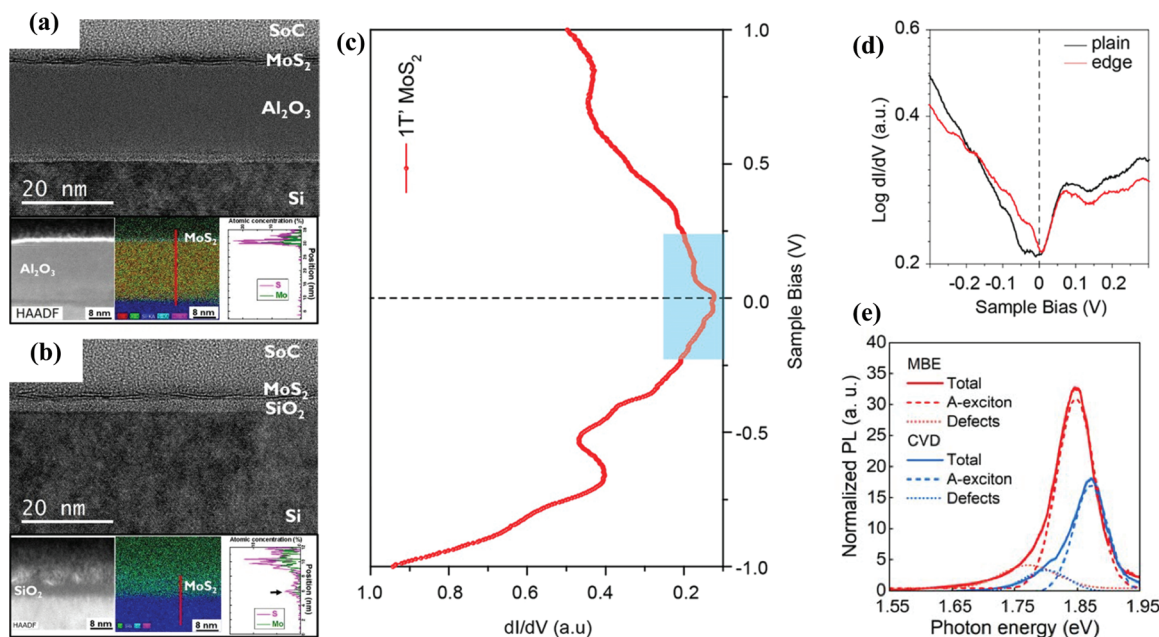 (a)
SoC
MoS2
Al2O3
20 nm
Si
MoS2
Al2O3
HAADF
8 nm
8 nm
Atomic concentration (%)
Position (nm)
S
Mo
(b)
SoC
MoS2
SiO2
20 nm
Si
MoS2
SiO2
HAADF
8 nm
8 nm
Atomic concentration (%)
Position(nm)
S
Mo
(c)
1T' MoS2
1.0
0.5
0.0
-0.5
-1.0
Sample Bias (V)
1.0 0.8 0.6 0.4 0.2
dI/dV (a.u)
(d)
plain
edge
0.6
0.4
0.2
Log dI/dV (a.u.)
-0.2 -0.1 0 0.1 0.2
Sample Bias (V)
(e)
40
35
30
25
20
15
10
5
0
Normalized PL (a. u.)
MBE
Total
A-exciton
Defects
CVD
Total
A-exciton
Defects
1.55 1.65 1.75 1.85 1.95
Photon energy (eV)